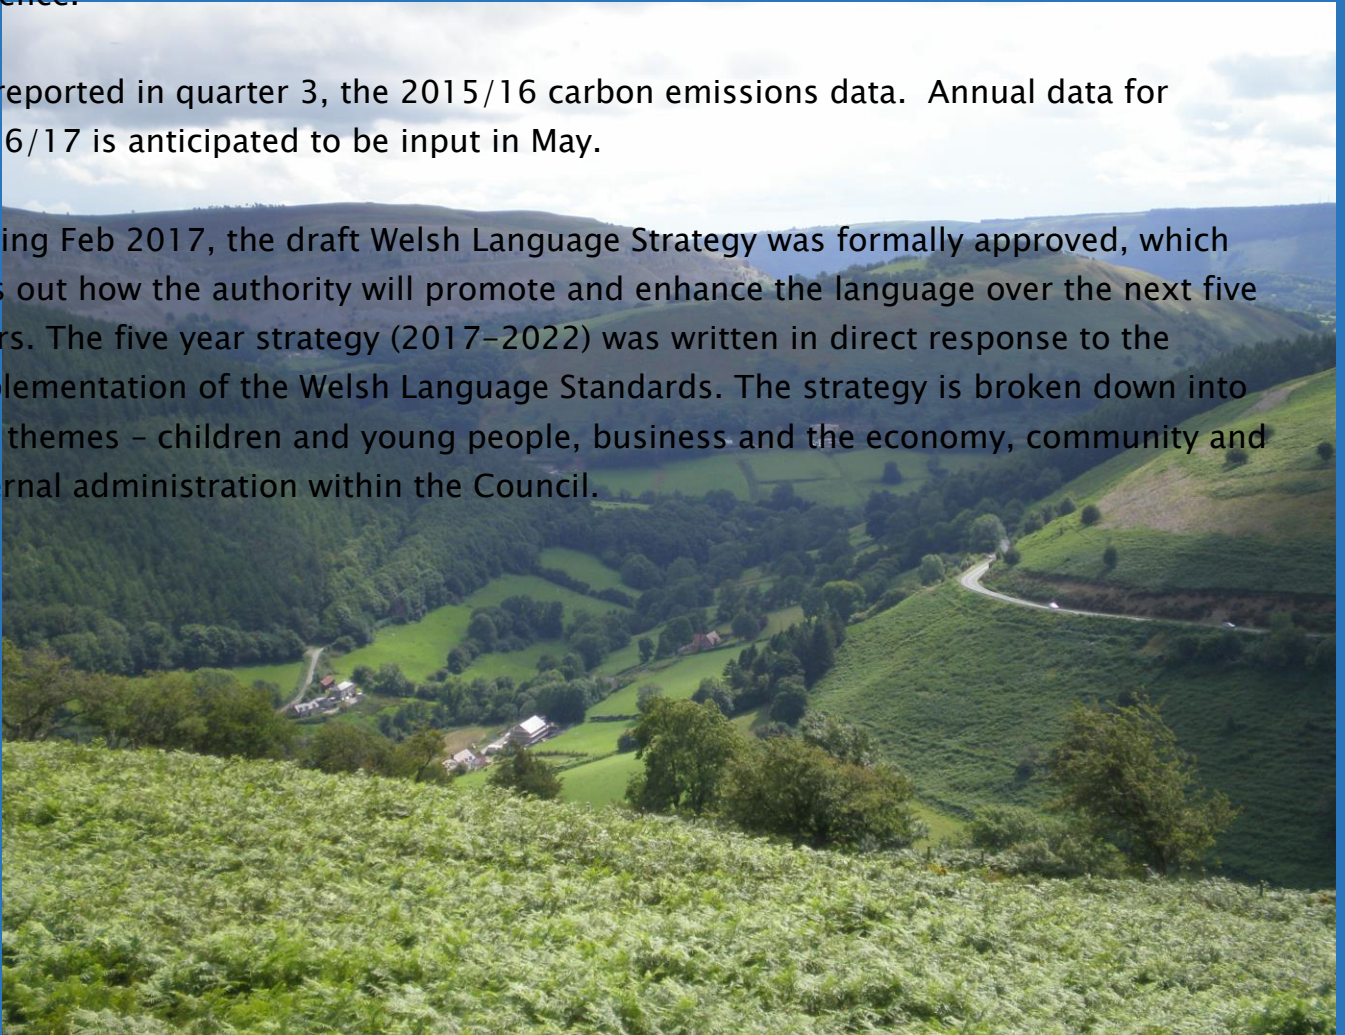 reported in quarter 3, the 2015/16 carbon emissions data.  Annual data for
6/17 is anticipated to be input in May.
ing Feb 2017, the draft Welsh Language Strategy was formally approved, which
s out how the authority will promote and enhance the language over the next five
rs. The five year strategy (2017-2022) was written in direct response to the
plementation of the Welsh Language Standards. The strategy is broken down into
themes – children and young people, business and the economy, community and
ernal administration within the Council.